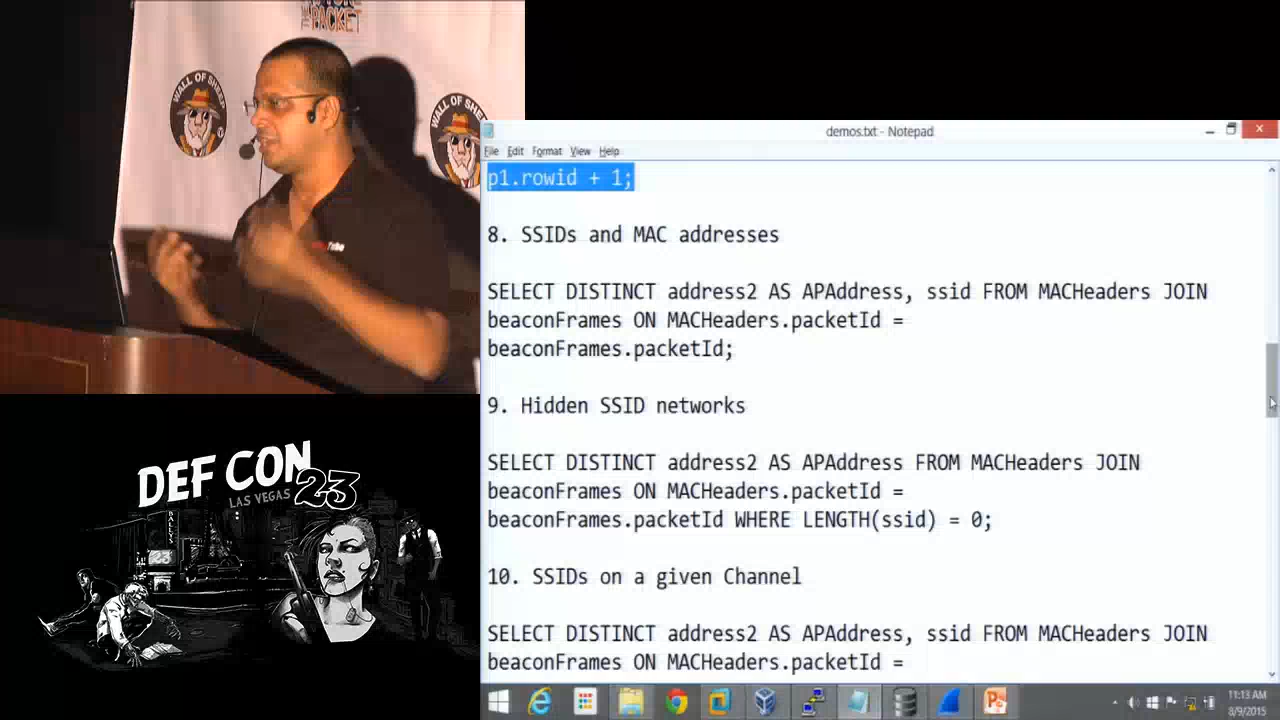 THE PACKET
WALL OF SHEEP
WALL OF SHE
demos.txt - Notepad
File Edit Format View Help
p1.rowid + 1;
8. SSIDs and MAC addresses
SELECT DISTINCT address2 AS APAddress, ssid FROM MACHeaders JOIN
beaconFrames ON MACHeaders.packetId =
beaconFrames.packetId;
9. Hidden SSID networks
SELECT DISTINCT address2 AS APAddress FROM MACHeaders JOIN
beaconFrames ON MACHeaders.packetId =
beaconFrames.packetId WHERE LENGTH(ssid) = 0;
10. SSIDs on a given Channel
SELECT DISTINCT address2 AS APAddress, ssid FROM MACHeaders JOIN
beaconFrames ON MACHeaders.packetId =
DEF CON
LAS VEGAS 23
BALLYS
11:13 AM
8/9/2015